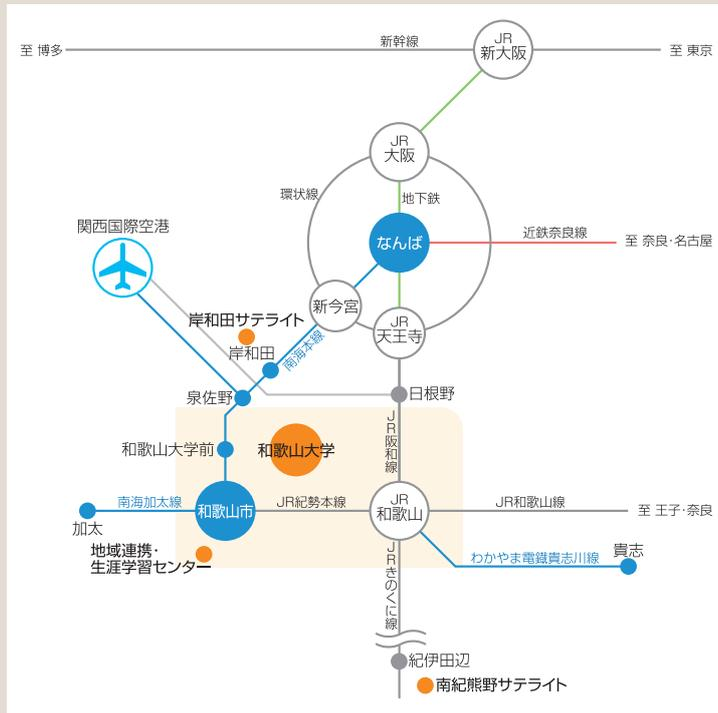 新幹線
至 博多
JR
新大阪
至 東京
JR
大阪
環状線
地下鉄
関西国際空港
なんば
近鉄奈良線
至 奈良・名古屋
新今宮
JR
天王寺
岸和田サテライト
岸和田
南海本線
泉佐野
日根野
JR阪和線
和歌山大学前
和歌山大学
南海加太線
和歌山市
JR紀勢本線
JR
和歌山
JR和歌山線
至 王子・奈良
加太
地域連携・
生涯学習センター
JRきのくに線
わかやま電鐵貴志川線
貴志
紀伊田辺
南紀熊野サテライト